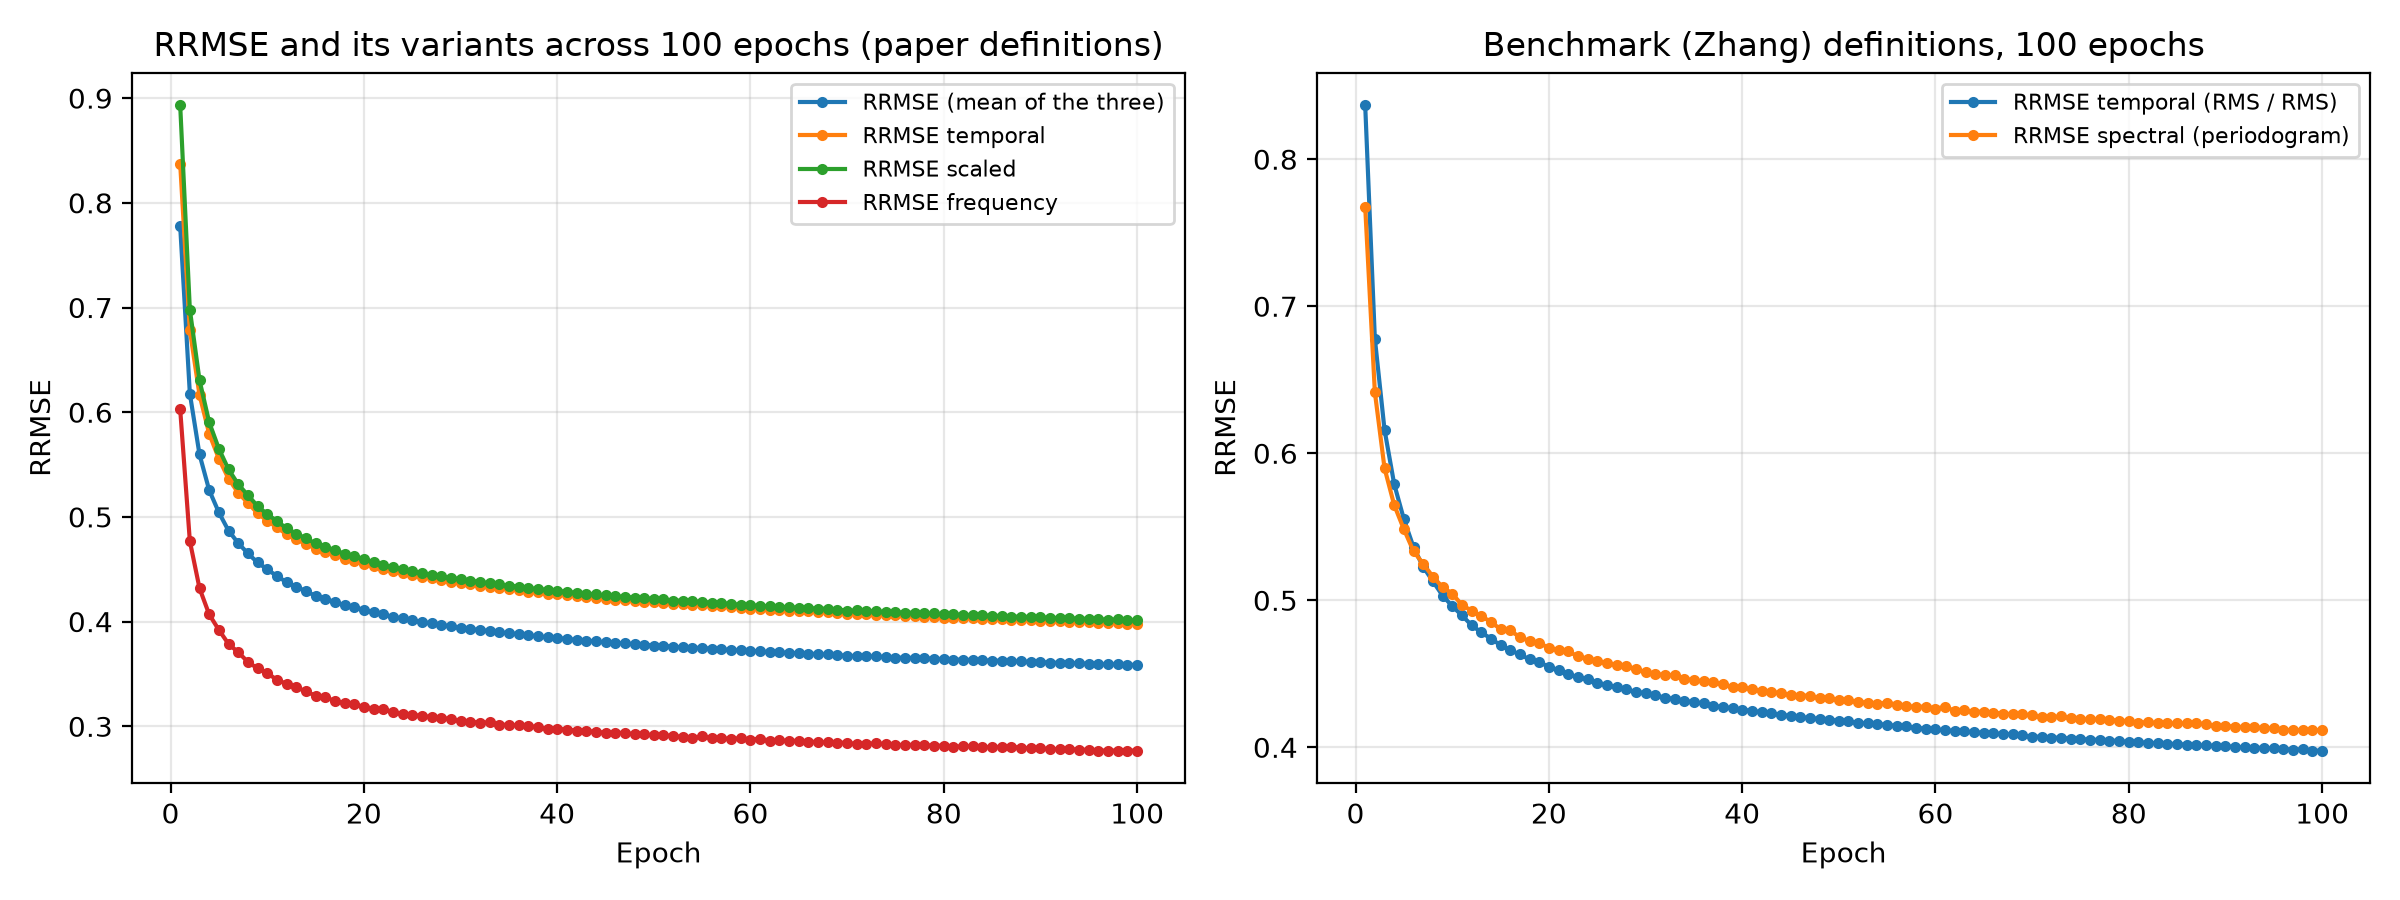 RRMSE and its variants across 100 epochs (paper definitions)
RRMSE
0.9
0.8
0.7
0.6
0.5
0.4
0.3
RRMSE (mean of the three)
RRMSE temporal
RRMSE scaled
RRMSE frequency
0 20 40 60 80 100
Epoch
Benchmark (Zhang) definitions, 100 epochs
RRMSE
0.8
0.7
0.6
0.5
0.4
RRMSE temporal (RMS / RMS)
RRMSE spectral (periodogram)
0 20 40 60 80 100
Epoch